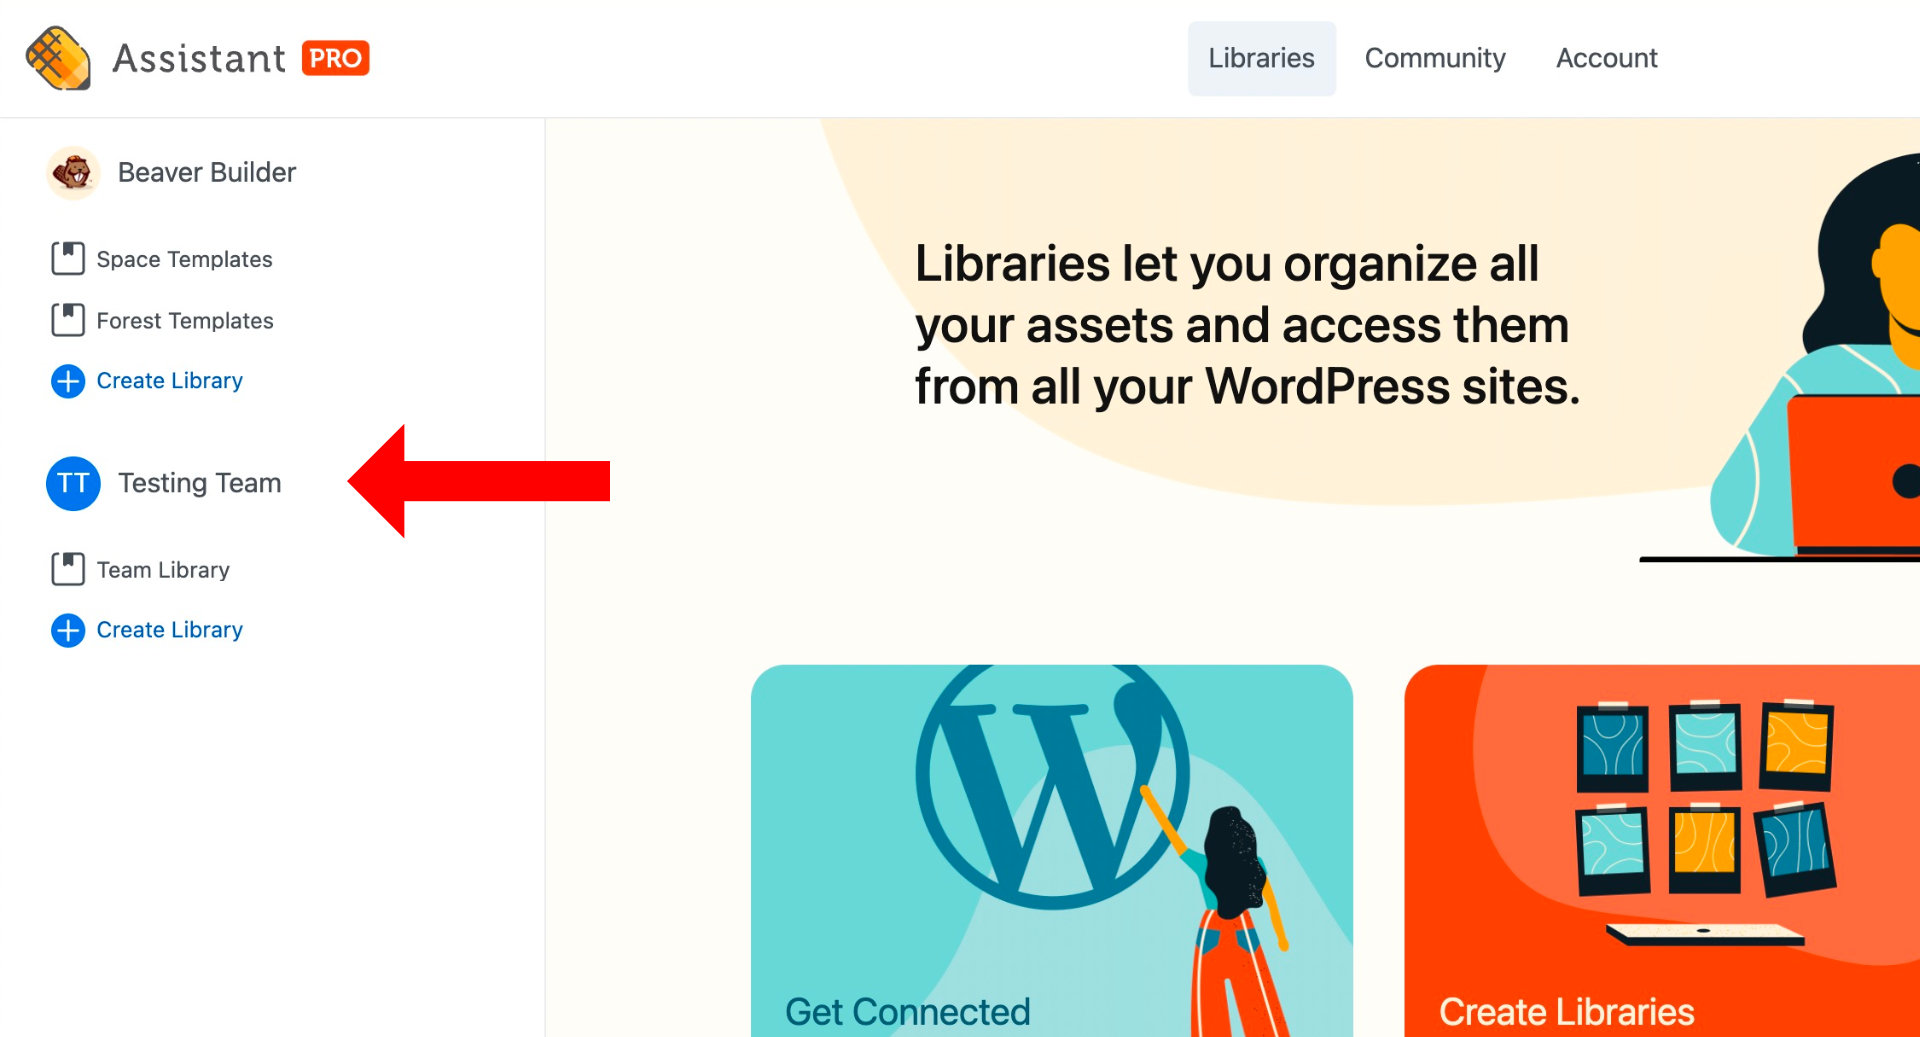 Assistant PRO
Libraries Community Account
Beaver Builder
Space Templates
Forest Templates
Create Library
TT Testing Team
Team Library
Create Library
Libraries let you organize all
your assets and access them
from all your WordPress sites.
W
Get Connected
Create Libraries